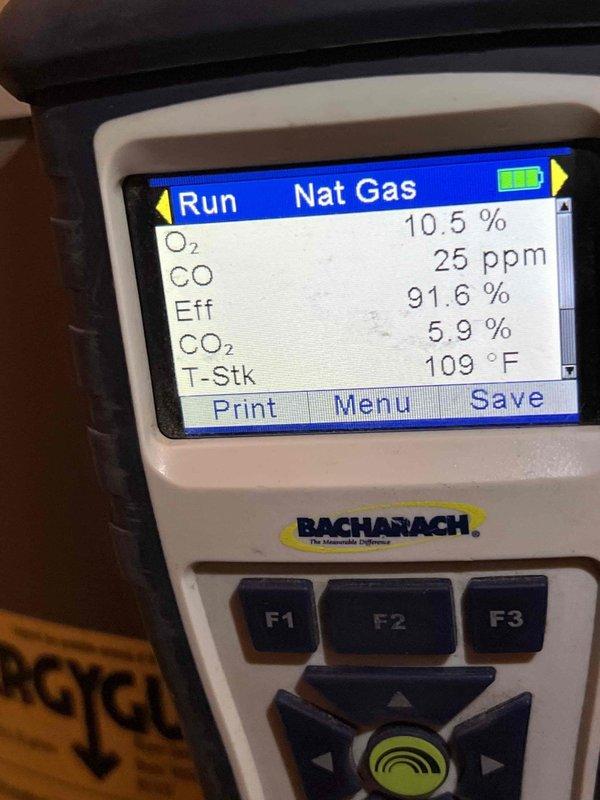 Run Nat Gas
O₂ 10.5 %
CO 25 ppm
Eff 91.6 %
CO₂ 5.9 %
T-Stk 109 °F
Print Menu Save
BACHARACH®
The Measurable Difference
F1 F2 F3
RGYGU